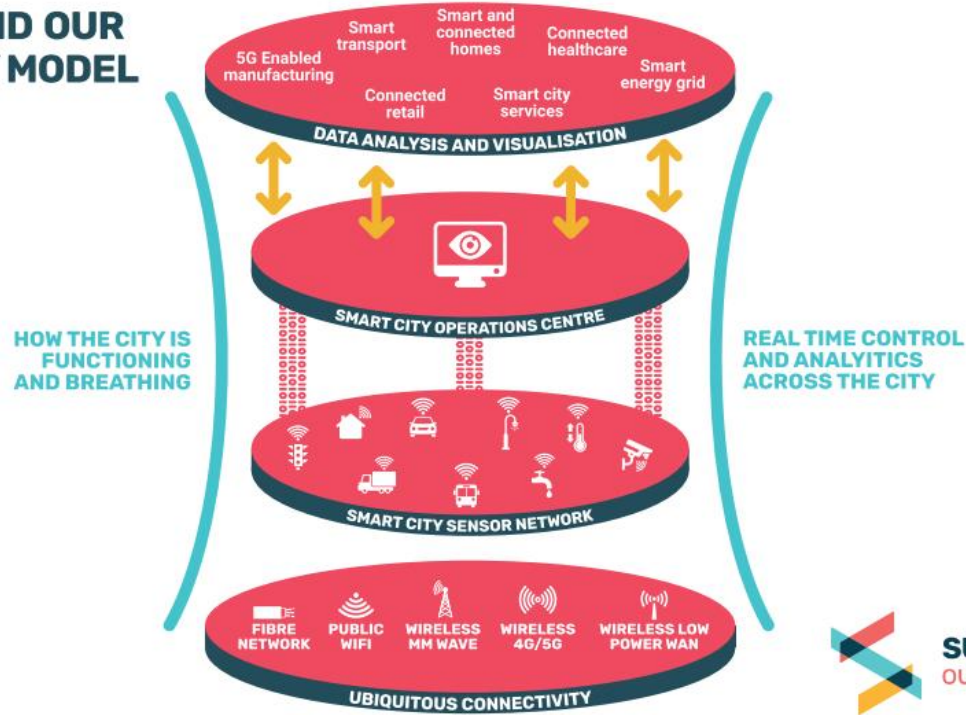 OUR
MODEL
5G Enabled
manufacturing
Smart
transport
Smart and
connected
homes
Connected
healthcare
Smart
energy grid
Connected
retail
Smart city
services
DATA ANALYSIS AND VISUALISATION
SMART CITY OPERATIONS CENTRE
HOW THE CITY IS
FUNCTIONING
AND BREATHING
REAL TIME CONTROL
AND ANALYITICS
ACROSS THE CITY
SMART CITY SENSOR NETWORK
FIBRE
NETWORK
PUBLIC
WIFI
WIRELESS
MM WAVE
WIRELESS
4G/5G
WIRELESS LOW
POWER WAN
UBIQUITOUS CONNECTIVITY